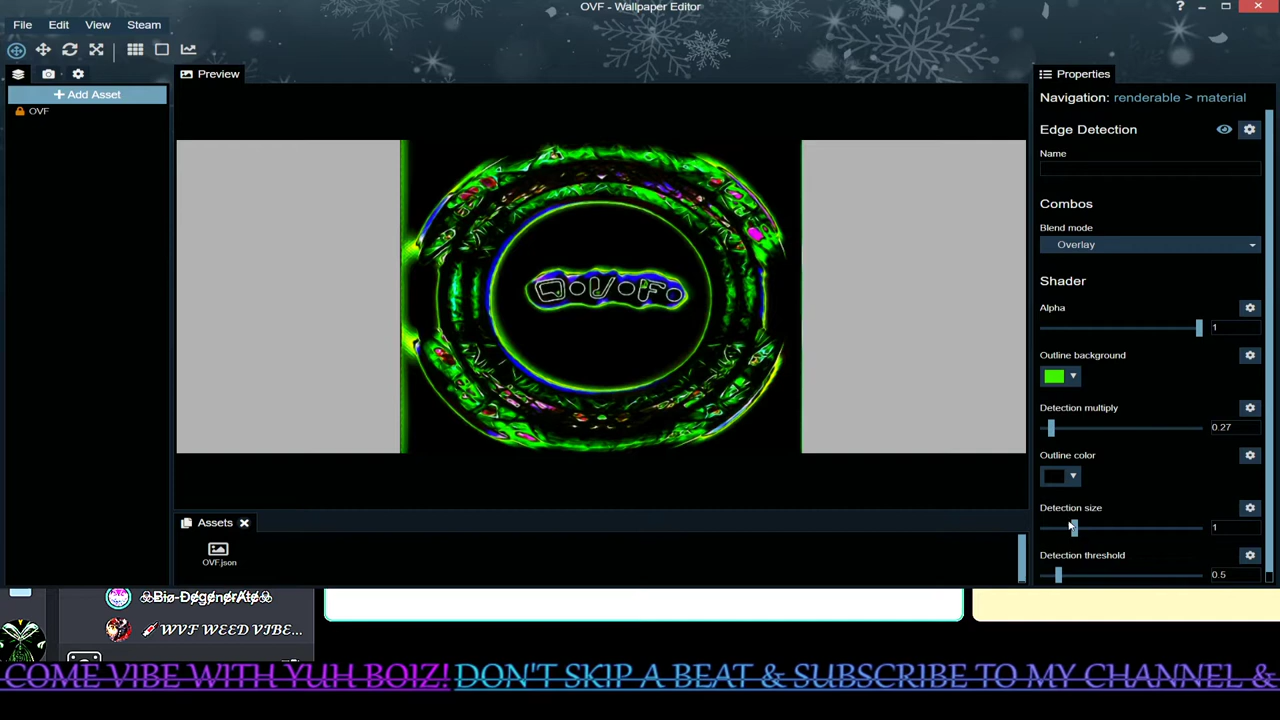 OVF - Wallpaper Editor
File Edit View Steam
Preview
Properties
Add Asset
OVF
Navigation: renderable > material
Edge Detection
Name
Combos
Blend mode
Overlay
Shader
Alpha
1
Outline background
Detection multiply
0.27
Outline color
Detection size
1
Detection threshold
0.5
O.V.F.
Assets
OVF.json
☠Biø-DegenørAte☠
WVF WEED VIBE...
COME VIBE WITH YUH BOIZ! DON'T SKIP A BEAT & SUBSCRIBE TO MY CHANNEL &